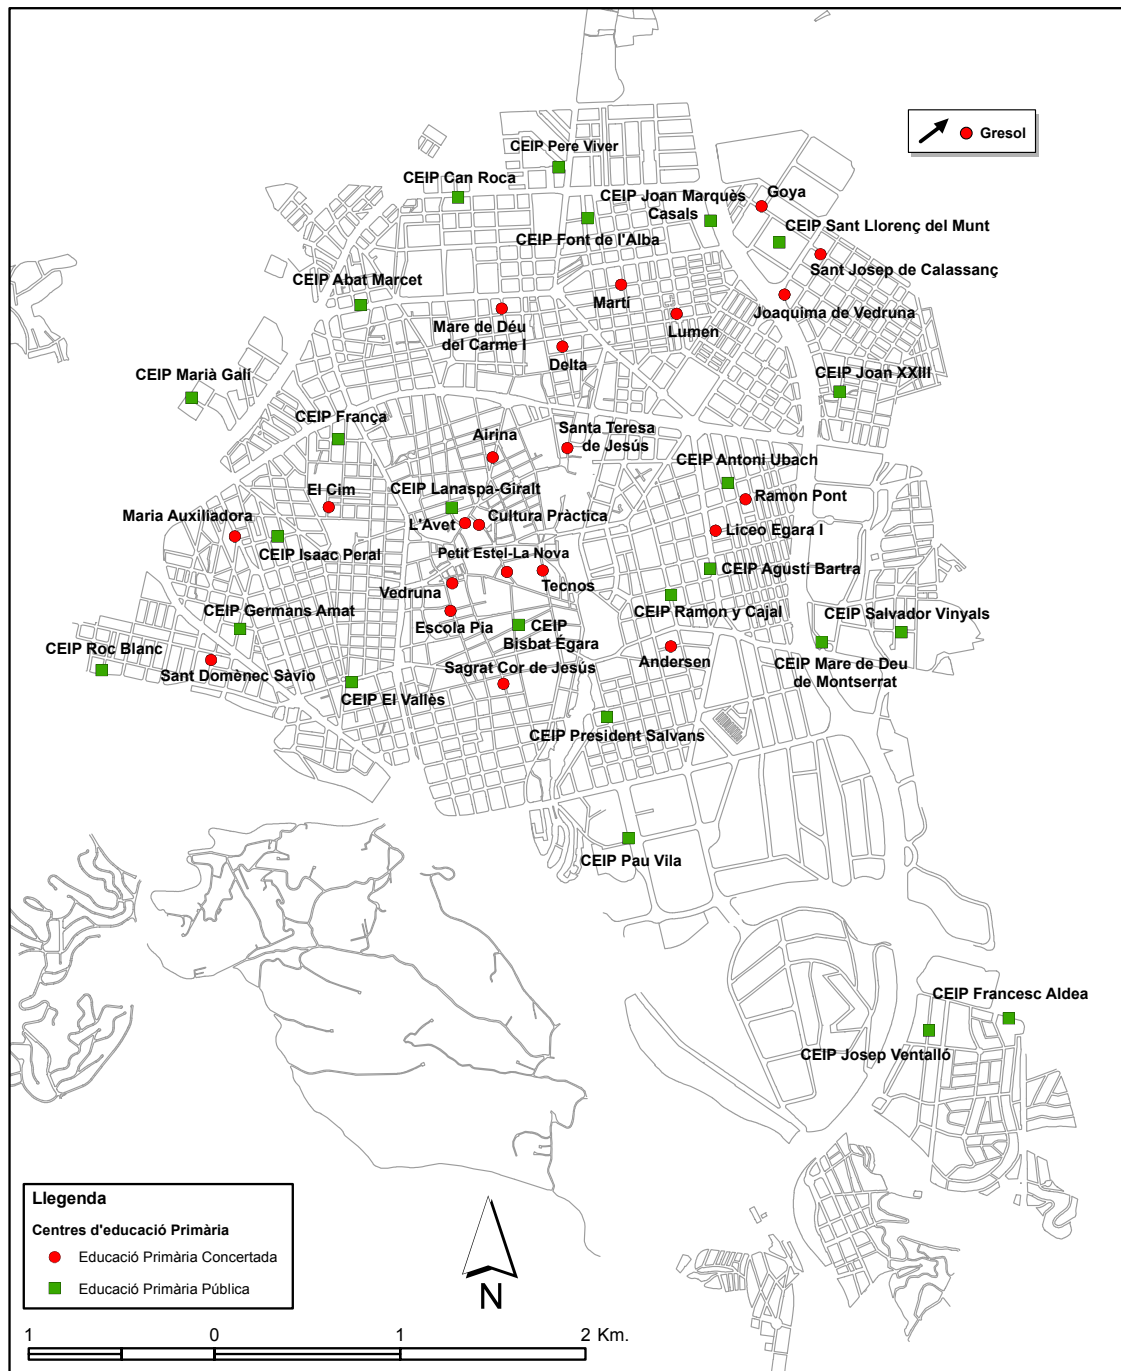 Gresol
CEIP Pere Viver
CEIP Can Roca
CEIP Joan Marquès
Casals
Goya
CEIP Sant Llorenç del Munt
CEIP Font de l'Alba
Sant Josep de Calassanç
CEIP Abat Marcet
Martí
Joaquima de Vedruna
Mare de Déu
del Carme I
Lumen
Delta
CEIP Marià Galí
CEIP Joan XXIII
CEIP França
Airina
Santa Teresa
de Jesús
CEIP Antoni Ubach
El Cim
CEIP Lanaspa-Giralt
Ramon Pont
Maria Auxiliadora
L'Avet
Cultura Pràctica
Liceo Egara I
CEIP Isaac Peral
Petit Estel-La Nova
CEIP Agustí Bartra
Vedruna
Tecnos
CEIP Germans Amat
Escola Pia
CEIP
Bisbat Égara
CEIP Ramon y Cajal
CEIP Salvador Vinyals
CEIP Roc Blanc
Sant Domènec Sàvio
Sagrat Cor de Jesús
Andersen
CEIP Mare de Deu
de Montserrat
CEIP El Vallès
CEIP President Salvans
CEIP Pau Vila
CEIP Francesc Aldea
CEIP Josep Ventalló
Llegenda
Centres d'educació Primària
Educació Primària Concertada
Educació Primària Pública
N
1 0 1 2 Km.